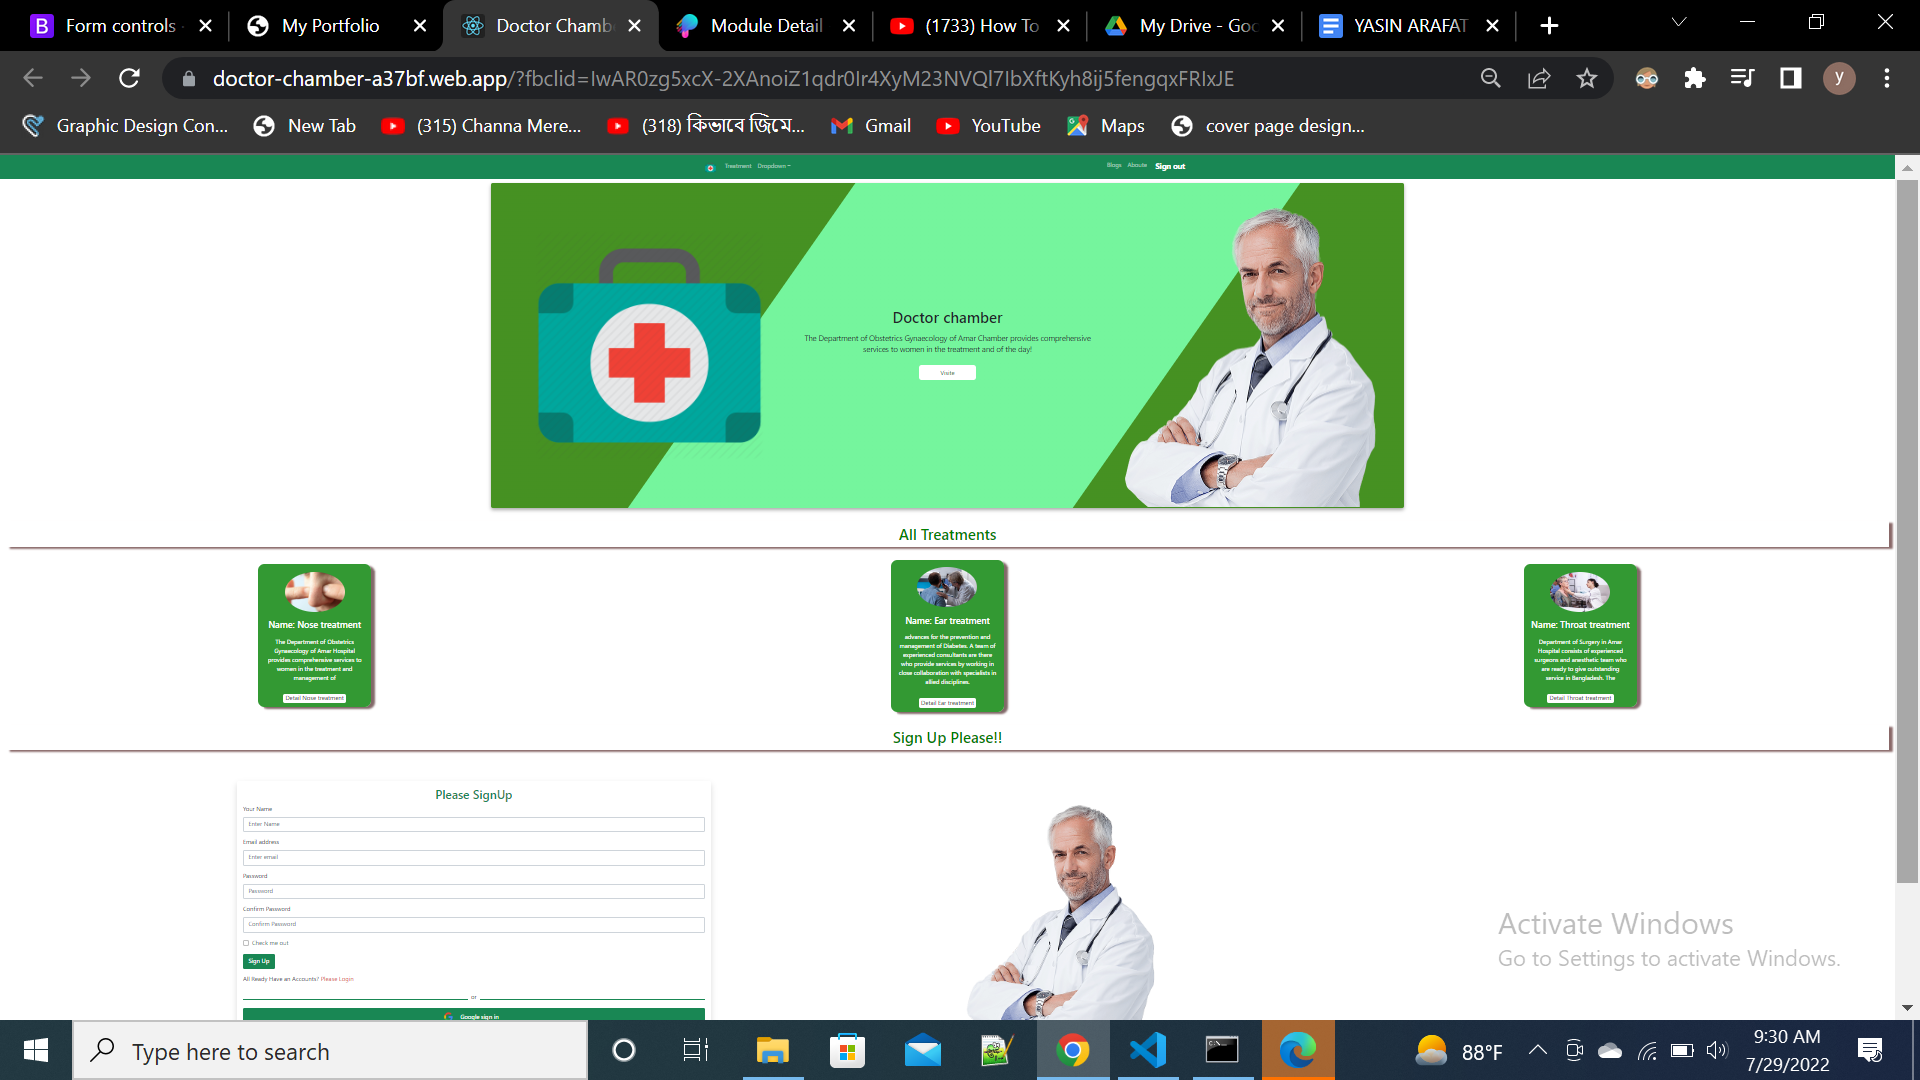 Form controls
My Portfolio
Doctor Chamb
Module Detail
(1733) How To
My Drive - Goo
YASIN ARAFAT
doctor-chamber-a37bf.web.app/?fbclid=IwAR0zg5xcX-2XAnoiZ1qdr0Ir4XyM23NVQl7IbXftKyh8ij5fengqxFRIxJE
y
Graphic Design Con...
New Tab
(315) Channa Mere...
(318) কিভাবে জিমে...
Gmail
YouTube
Maps
cover page design...
Treatment Dropdown
Blogs Aboute Sign out
Doctor chamber
The Department of Obstetrics Gynaecology of Amar Chamber provides comprehensive
services to women in the treatment and of the day!
Visite
All Treatments
Name: Nose treatment
The Department of Obstetrics
Gynaecology of Amar Hospital
provides comprehensive services to
women in the treatment and
management of
Detail Nose treatment
Name: Ear treatment
advances for the prevention and
management of Diabetes. A team of
experienced consultants are there
who provide services by working in
close collaboration with specialists in
allied disciplines.
Detail Ear treatment
Name: Throat treatment
Department of Surgery in Amar
Hospital consists of experienced
surgeons and anesthetic team who
are ready to give outstanding
service in Bangladesh. The
Detail Throat treatment
Sign Up Please!!
Please SignUp
Your Name
Enter Name
Email address
Enter email
Password
Password
Confirm Password
Confirm Password
Check me out
Sign Up
All Ready Have an Accounts? Please Login
or
Google sign in
Activate Windows
Go to Settings to activate Windows.
Type here to search
88°F
9:30 AM
7/29/2022